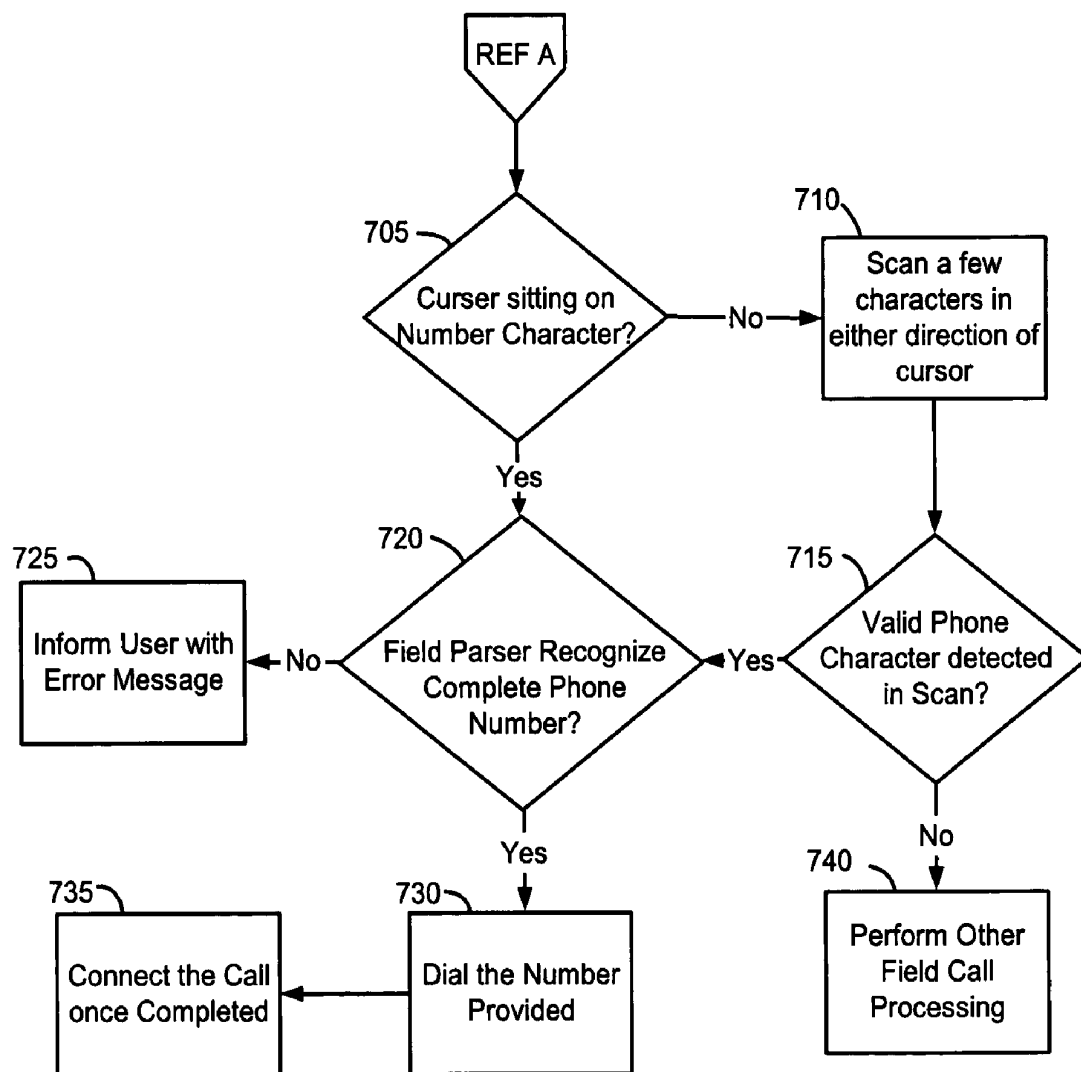 REF A
705
Curser sitting on
Number Character?
No
710
Scan a few
characters in
either direction of
cursor
Yes
715
Valid Phone
Character detected
in Scan?
Yes
720
Field Parser Recognize
Complete Phone
Number?
No
725
Inform User with
Error Message
Yes
No
730
Dial the Number
Provided
735
Connect the Call
once Completed
740
Perform Other
Field Call
Processing